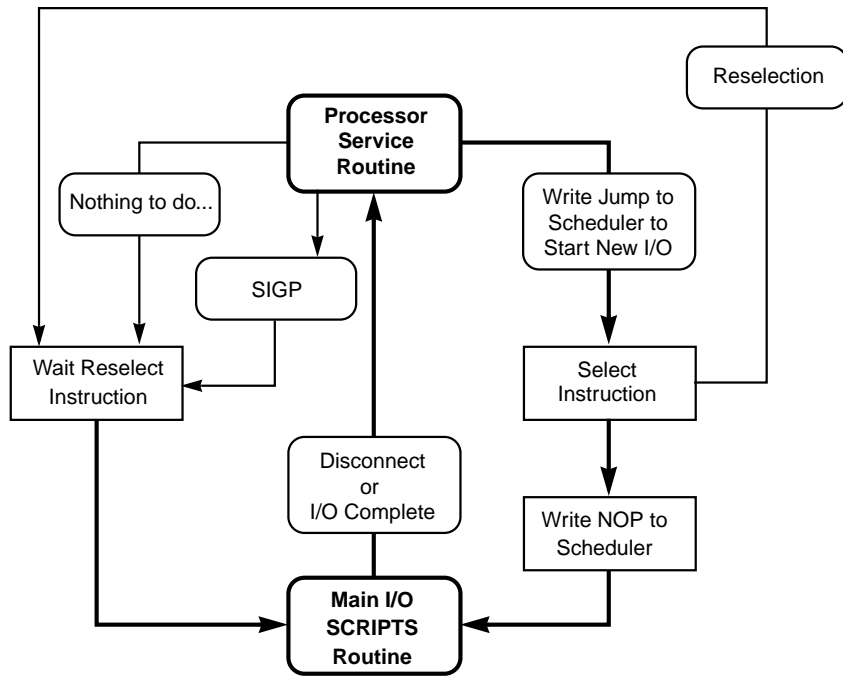 Reselection
Processor
Service
Routine
Nothing to do...
Write Jump to
Scheduler to
Start New I/O
SIGP
Wait Reselect
Instruction
Select
Instruction
Disconnect
or
I/O Complete
Write NOP to
Scheduler
Main I/O
SCRIPTS
Routine